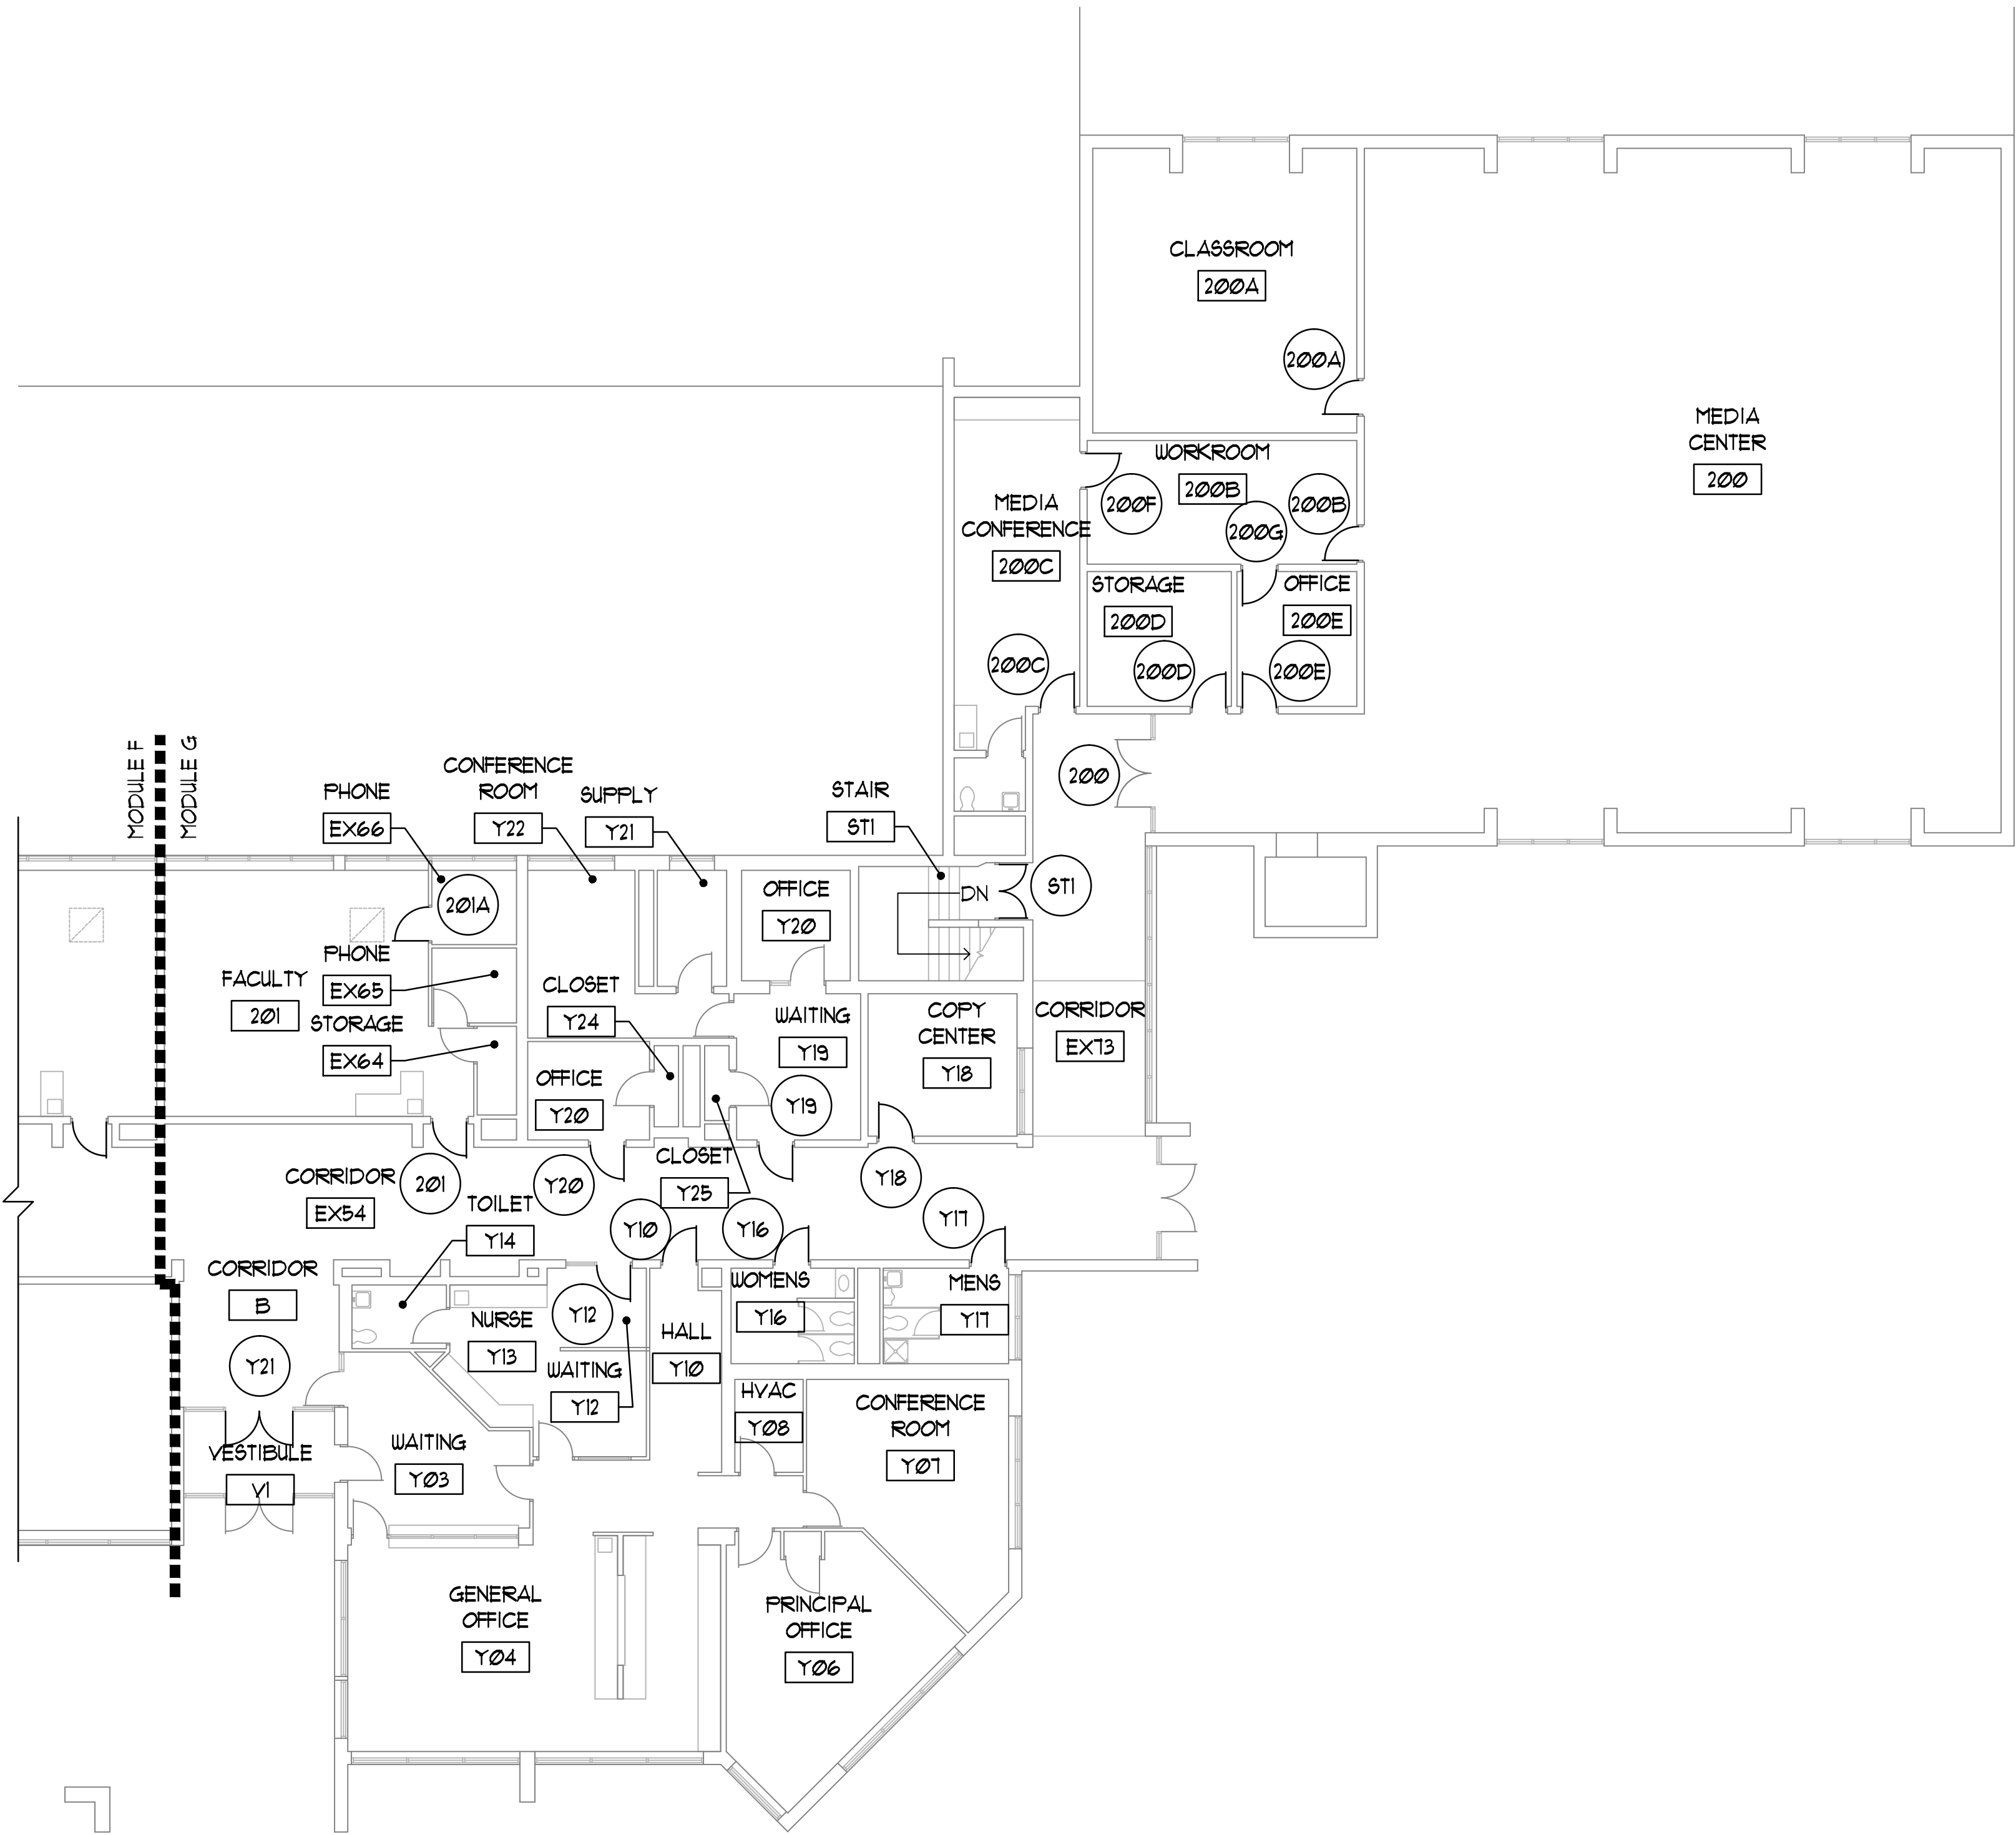 CLASSROOM
200A
200A
MEDIA
CENTER
200
WORKROOM
200B
200F
200G
200B
MEDIA
CONFERENCE
200C
STORAGE
200D
OFFICE
200E
200C
200D
200E
200
MODULE F
MODULE G
PHONE
EX66
CONFERENCE
ROOM
Y22
SUPPLY
Y21
STAIR
ST1
201A
OFFICE
Y20
DN
ST1
PHONE
EX65
FACULTY
201
STORAGE
EX64
CLOSET
Y24
WAITING
Y19
COPY
CENTER
Y18
CORRIDOR
EX73
OFFICE
Y20
Y19
CORRIDOR
EX54
201
TOILET
Y14
Y20
CLOSET
Y25
Y10
Y16
Y18
Y17
CORRIDOR
B
Y21
NURSE
Y13
Y12
WAITING
Y12
HALL
Y10
WOMENS
Y16
MENS
Y17
HVAC
Y08
CONFERENCE
ROOM
Y07
VESTIBULE
V1
WAITING
Y03
GENERAL
OFFICE
Y04
PRINCIPAL
OFFICE
Y06